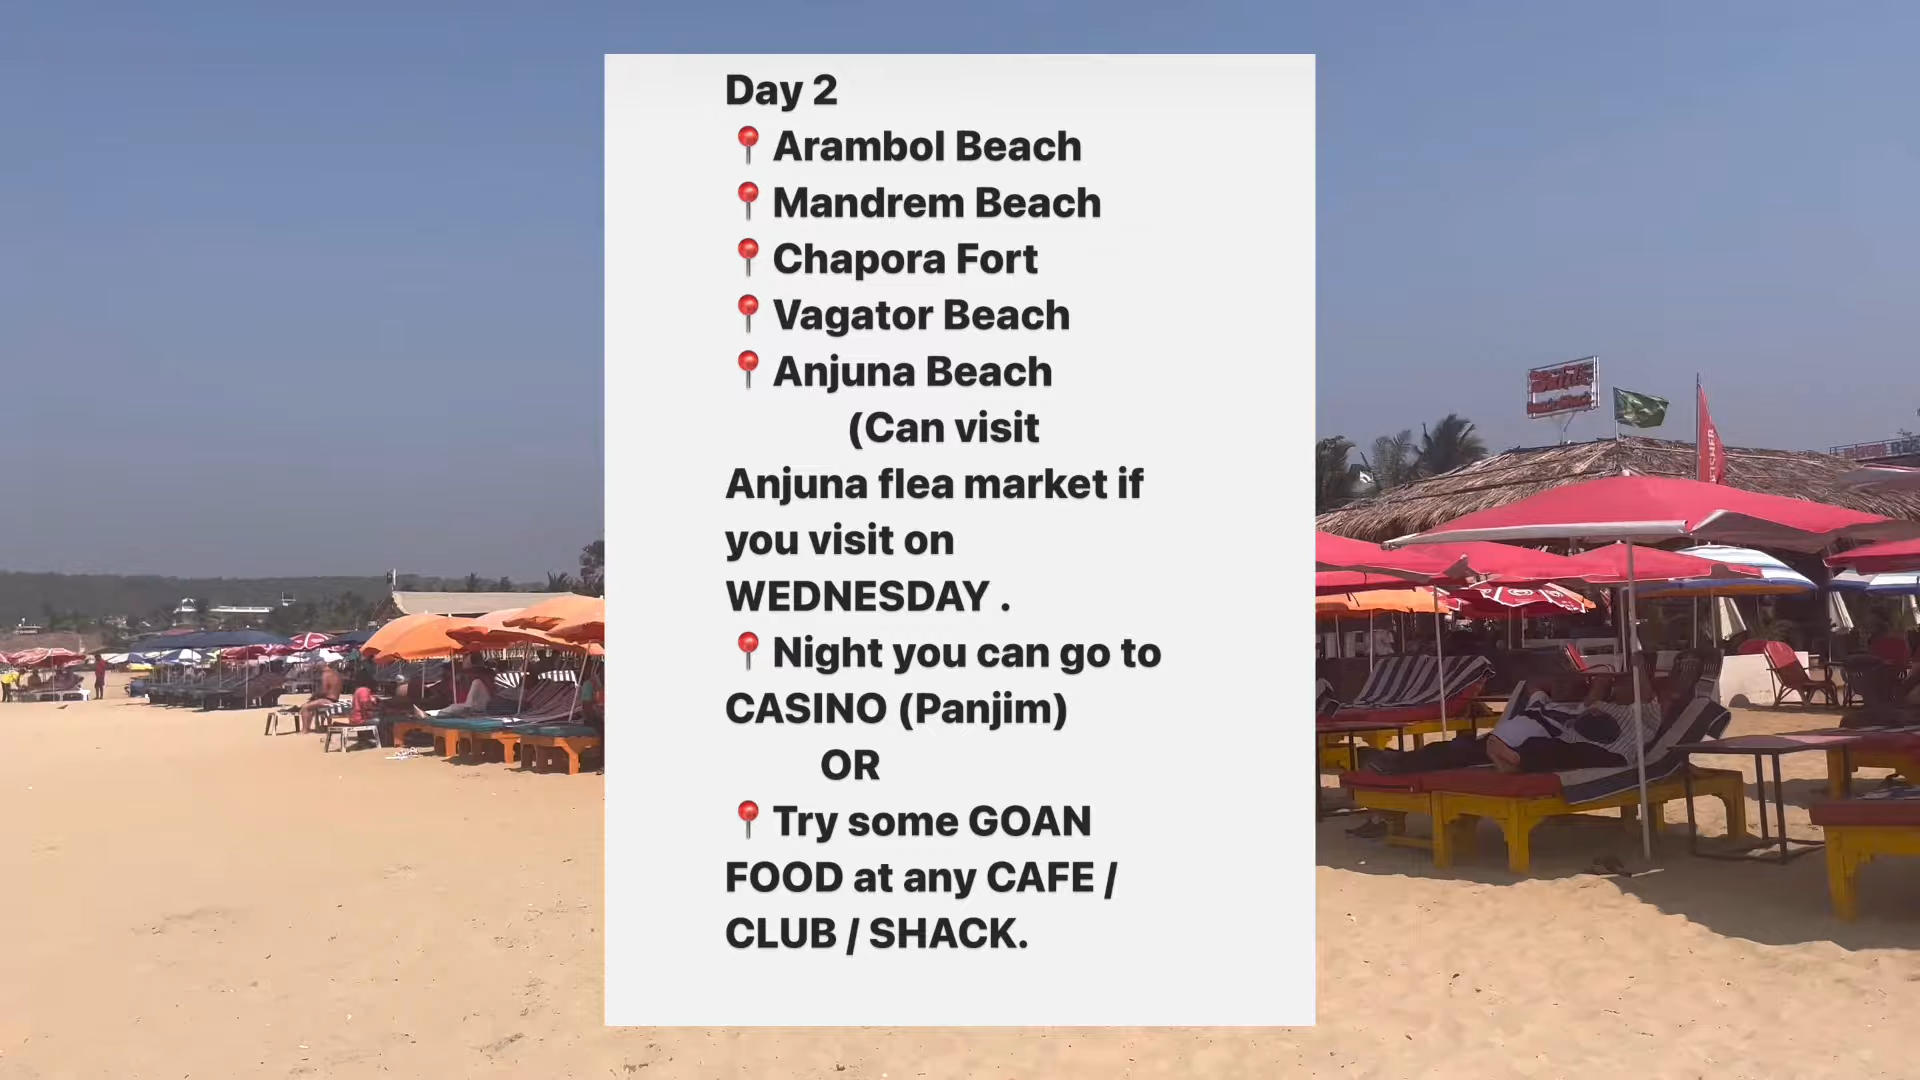 Day 2
📍Arambol Beach
📍Mandrem Beach
📍Chapora Fort
📍Vagator Beach
📍Anjuna Beach
(Can visit
Anjuna flea market if
you visit on
WEDNESDAY .
📍Night you can go to
CASINO (Panjim)
OR
📍Try some GOAN
FOOD at any CAFE /
CLUB / SHACK.